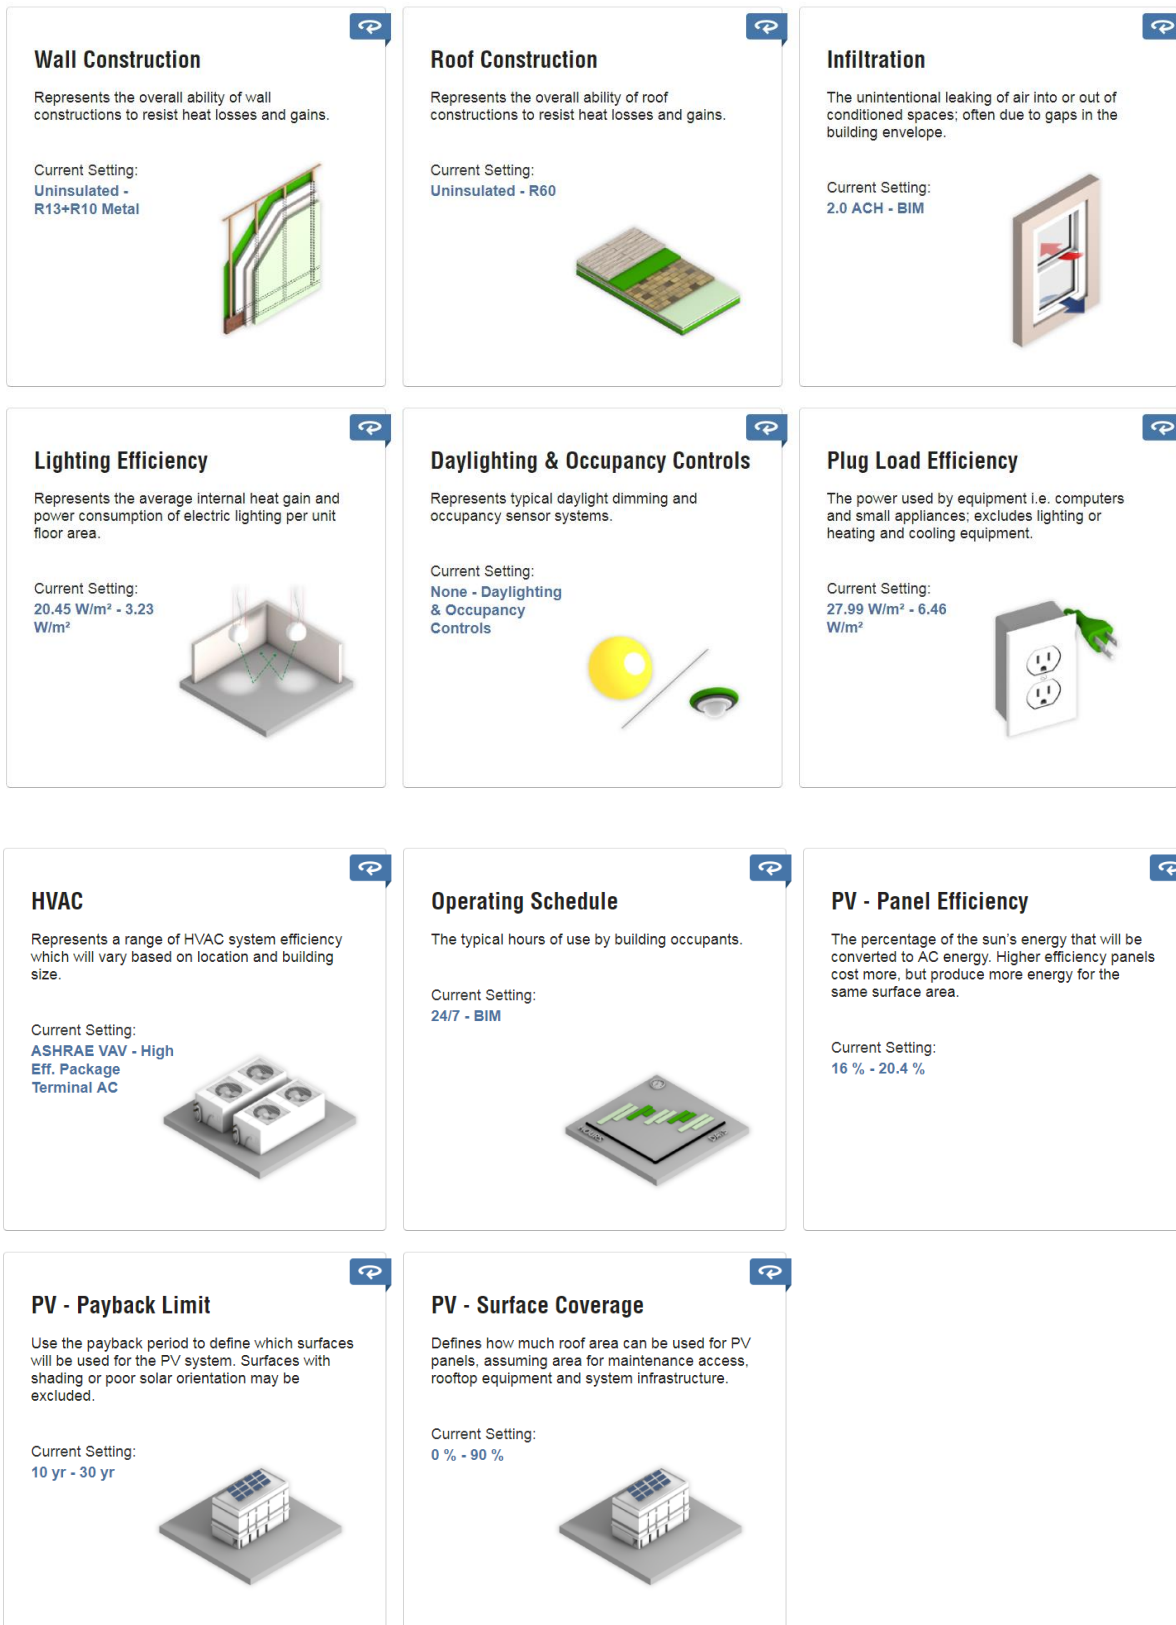 Wall Construction
Represents the overall ability of wall
constructions to resist heat losses and gains.
Current Setting:
Uninsulated -
R13+R10 Metal
Roof Construction
Represents the overall ability of roof
constructions to resist heat losses and gains.
Current Setting:
Uninsulated - R60
Infiltration
The unintentional leaking of air into or out of
conditioned spaces; often due to gaps in the
building envelope.
Current Setting:
2.0 ACH - BIM
Lighting Efficiency
Represents the average internal heat gain and
power consumption of electric lighting per unit
floor area.
Current Setting:
20.45 W/m² - 3.23
W/m²
Daylighting & Occupancy Controls
Represents typical daylight dimming and
occupancy sensor systems.
Current Setting:
None - Daylighting
& Occupancy
Controls
Plug Load Efficiency
The power used by equipment i.e. computers
and small appliances; excludes lighting or
heating and cooling equipment.
Current Setting:
27.99 W/m² - 6.46
W/m²
HVAC
Represents a range of HVAC system efficiency
which will vary based on location and building
size.
Current Setting:
ASHRAE VAV - High
Eff. Package
Terminal AC
Operating Schedule
The typical hours of use by building occupants.
Current Setting:
24/7 - BIM
HOURS
DAYS
PV - Panel Efficiency
The percentage of the sun's energy that will be
converted to AC energy. Higher efficiency panels
cost more, but produce more energy for the
same surface area.
Current Setting:
16 % - 20.4 %
PV - Payback Limit
Use the payback period to define which surfaces
will be used for the PV system. Surfaces with
shading or poor solar orientation may be
excluded.
Current Setting:
10 yr - 30 yr
PV - Surface Coverage
Defines how much roof area can be used for PV
panels, assuming area for maintenance access,
rooftop equipment and system infrastructure.
Current Setting:
0 % - 90 %